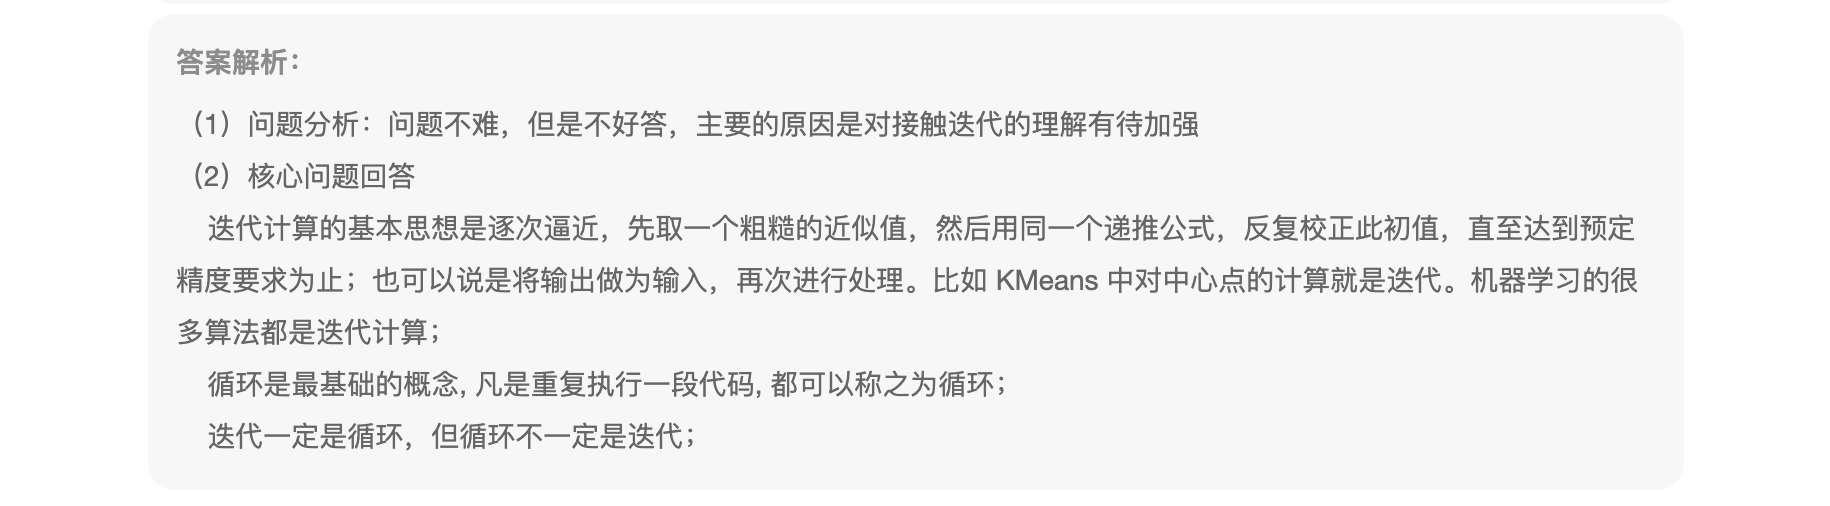 答案解析：
（1）问题分析：问题不难，但是不好答，主要的原因是对接触迭代的理解有待加强
（2）核心问题回答
迭代计算的基本思想是逐次逼近，先取一个粗糙的近似值，然后用同一个递推公式，反复校正此初值，直至达到预定
精度要求为止；也可以说是将输出做为输入，再次进行处理。比如 KMeans 中对中心点的计算就是迭代。机器学习的很
多算法都是迭代计算；
循环是最基础的概念, 凡是重复执行一段代码, 都可以称之为循环；
迭代一定是循环，但循环不一定是迭代；